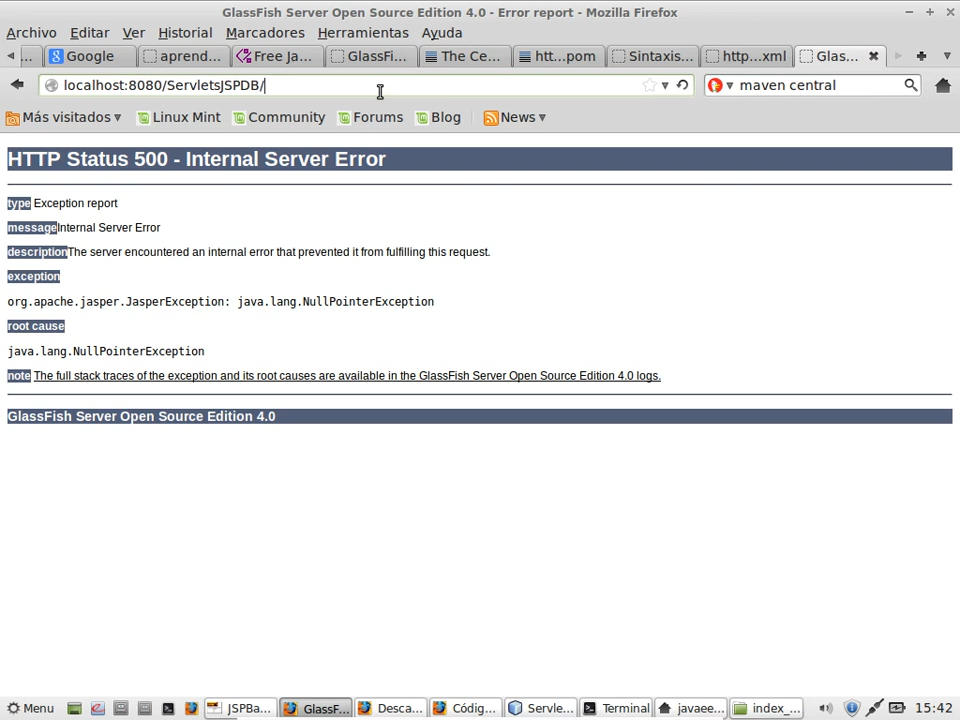 GlassFish Server Open Source Edition 4.0 - Error report - Mozilla Firefox
Archivo Editar Ver Historial Marcadores Herramientas Ayuda
... Google aprend... Free Ja... GlassFi... The Ce... htt...pom Sintaxis... http...xml Glas...
localhost:8080/ServletsJSPDB/ maven central
Más visitados Linux Mint Community Forums Blog News
HTTP Status 500 - Internal Server Error
type Exception report
messageInternal Server Error
descriptionThe server encountered an internal error that prevented it from fulfilling this request.
exception
org.apache.jasper.JasperException: java.lang.NullPointerException
root cause
java.lang.NullPointerException
note The full stack traces of the exception and its root causes are available in the GlassFish Server Open Source Edition 4.0 logs.
GlassFish Server Open Source Edition 4.0
Menu JSPBa... GlassF... Desca... Códig... Servle... Terminal javaee... index_... 15:42